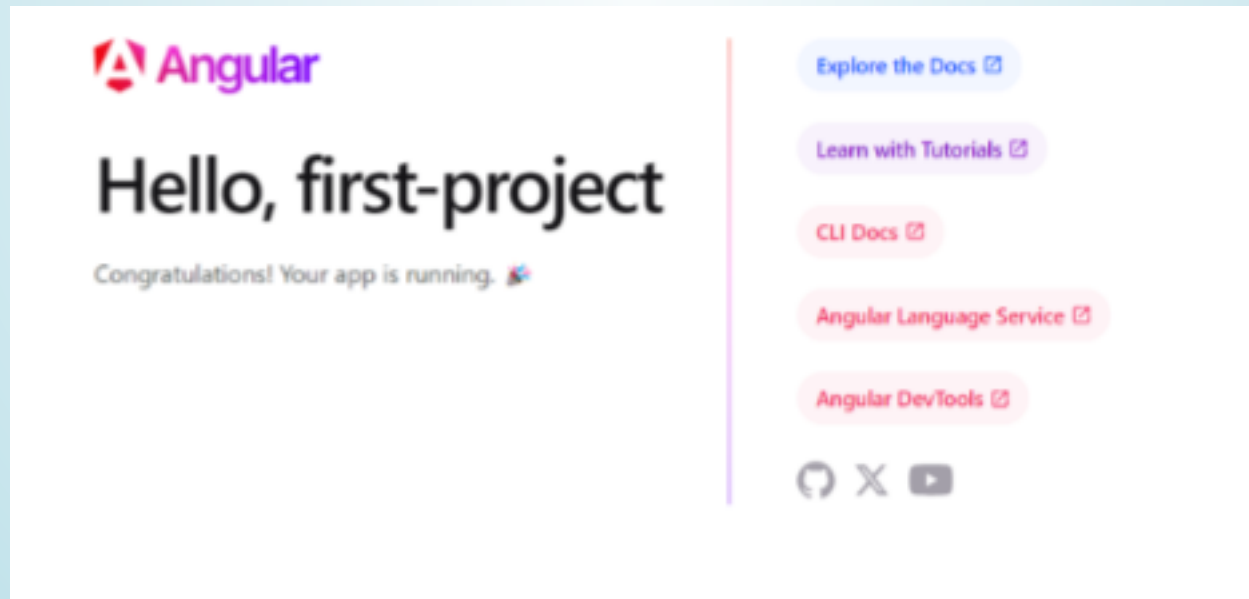 Angular
Hello, first-project
Congratulations! Your app is running. 🎉
Explore the Docs
Learn with Tutorials
CLI Docs
Angular Language Service
Angular DevTools